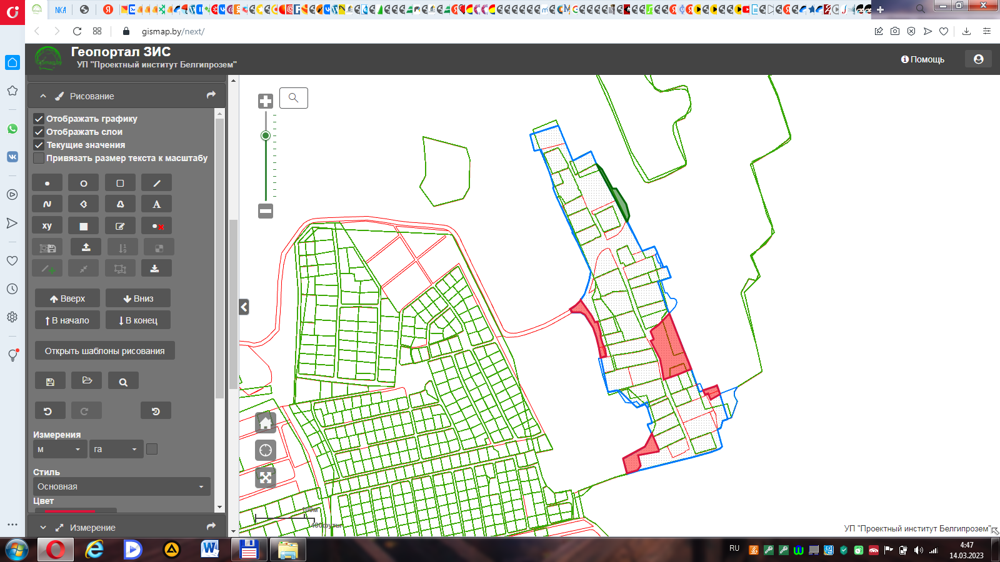 NKA
gismap.by/next/
Геопортал ЗИС
УП "Проектный институт Белгипрозем"
Помощь
Рисование
Отображать графику
Отображать слои
Текущие значения
Привязать размер текста к масштабу
A
xy
Вверх
Вниз
В начало
В конец
Открыть шаблоны рисования
Измерения
м
га
Стиль
Основная
Цвет
Измерение
100м
400футы
УП "Проектный институт Белгипрозем"
RU
4:47
14.03.2023